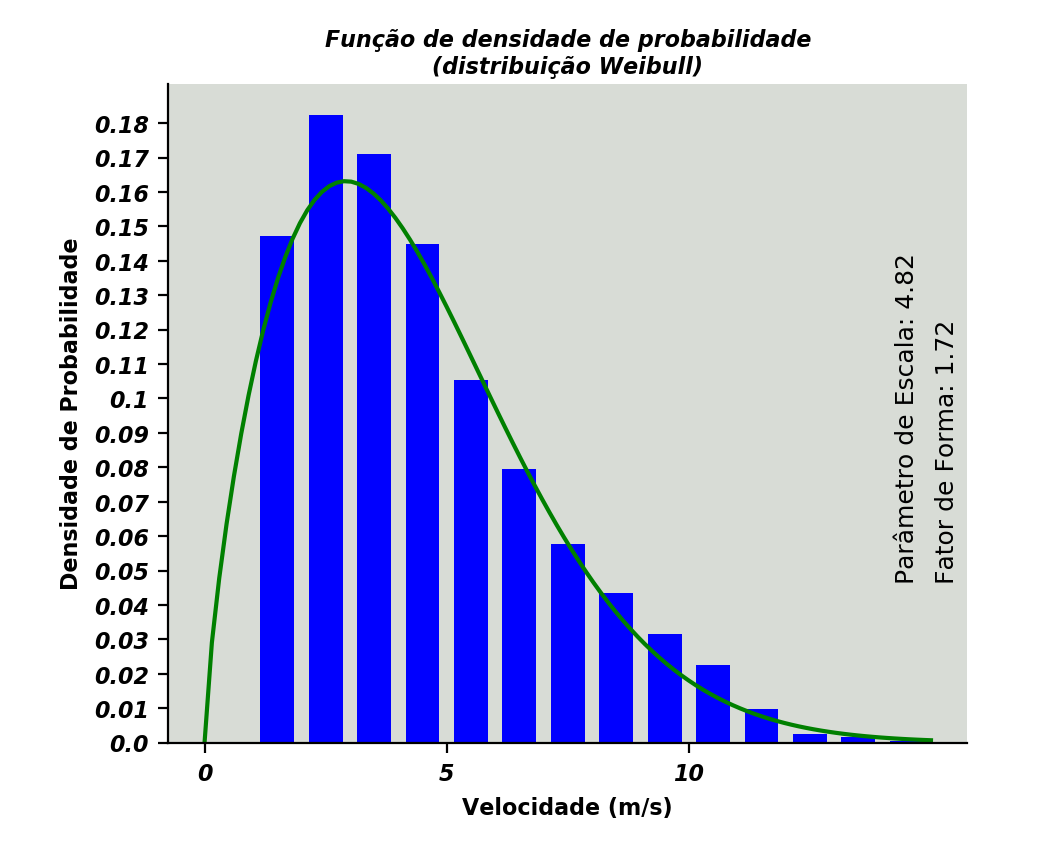 Função de densidade de probabilidade
(distribuição Weibull)
Densidade de Probabilidade
0.18
0.17
0.16
0.15
0.14
0.13
0.12
0.11
0.1
0.09
0.08
0.07
0.06
0.05
0.04
0.03
0.02
0.01
0.0
Parâmetro de Escala: 4.82
Fator de Forma: 1.72
0 5 10
Velocidade (m/s)